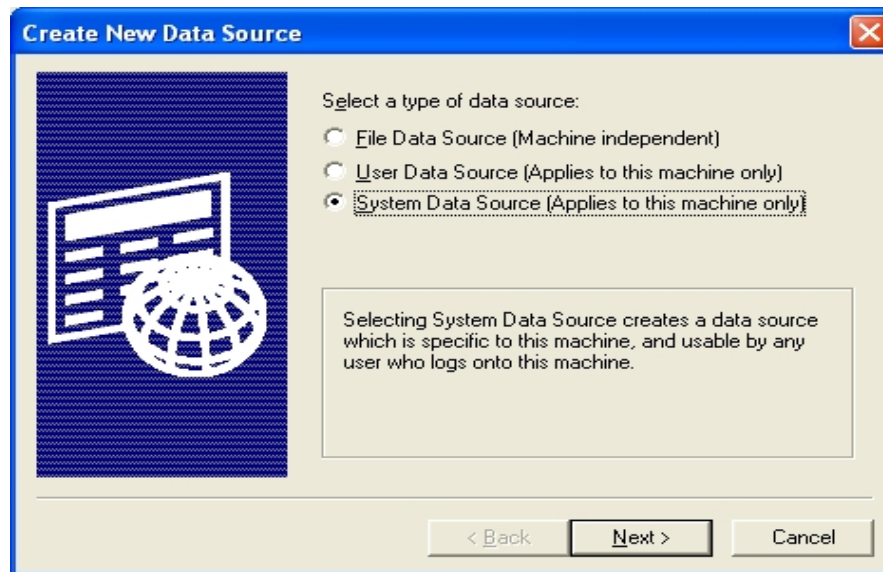 Create New Data Source
Select a type of data source:
File Data Source (Machine independent)
User Data Source (Applies to this machine only)
System Data Source (Applies to this machine only)
Selecting System Data Source creates a data source
which is specific to this machine, and usable by any
user who logs onto this machine.
< Back
Next >
Cancel